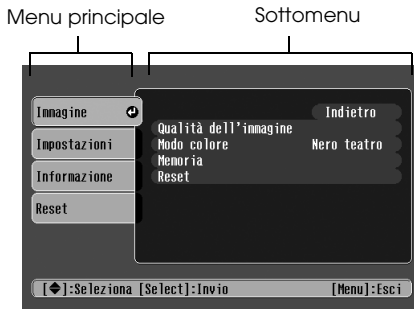 Menu principale
Sottomenu
Immagine
Impostazioni
Informazione
Reset
Indietro
Qualità dell'immagine
Modo colore Nero teatro
Memoria
Reset
[◆]:Seleziona [Select]:Invio [Menu]:Esci